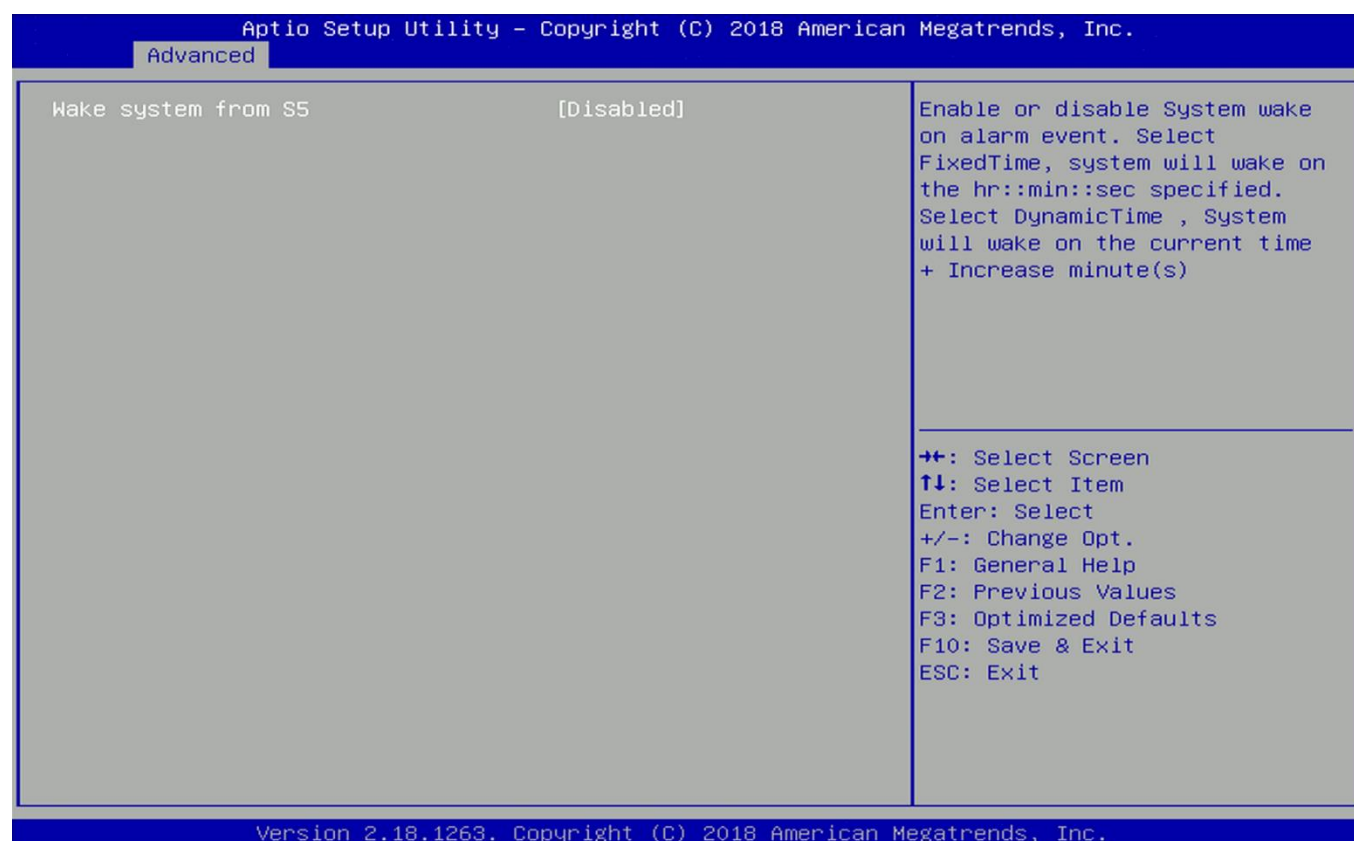 Aptio Setup Utility – Copyright (C) 2018 American Megatrends, Inc.
Advanced
Wake system from S5 [Disabled]
Enable or disable System wake
on alarm event. Select
FixedTime, system will wake on
the hr::min::sec specified.
Select DynamicTime , System
will wake on the current time
+ Increase minute(s)
→←: Select Screen
↑↓: Select Item
Enter: Select
+/-: Change Opt.
F1: General Help
F2: Previous Values
F3: Optimized Defaults
F10: Save & Exit
ESC: Exit
Version 2.18.1263. Copyright (C) 2018 American Megatrends, Inc.